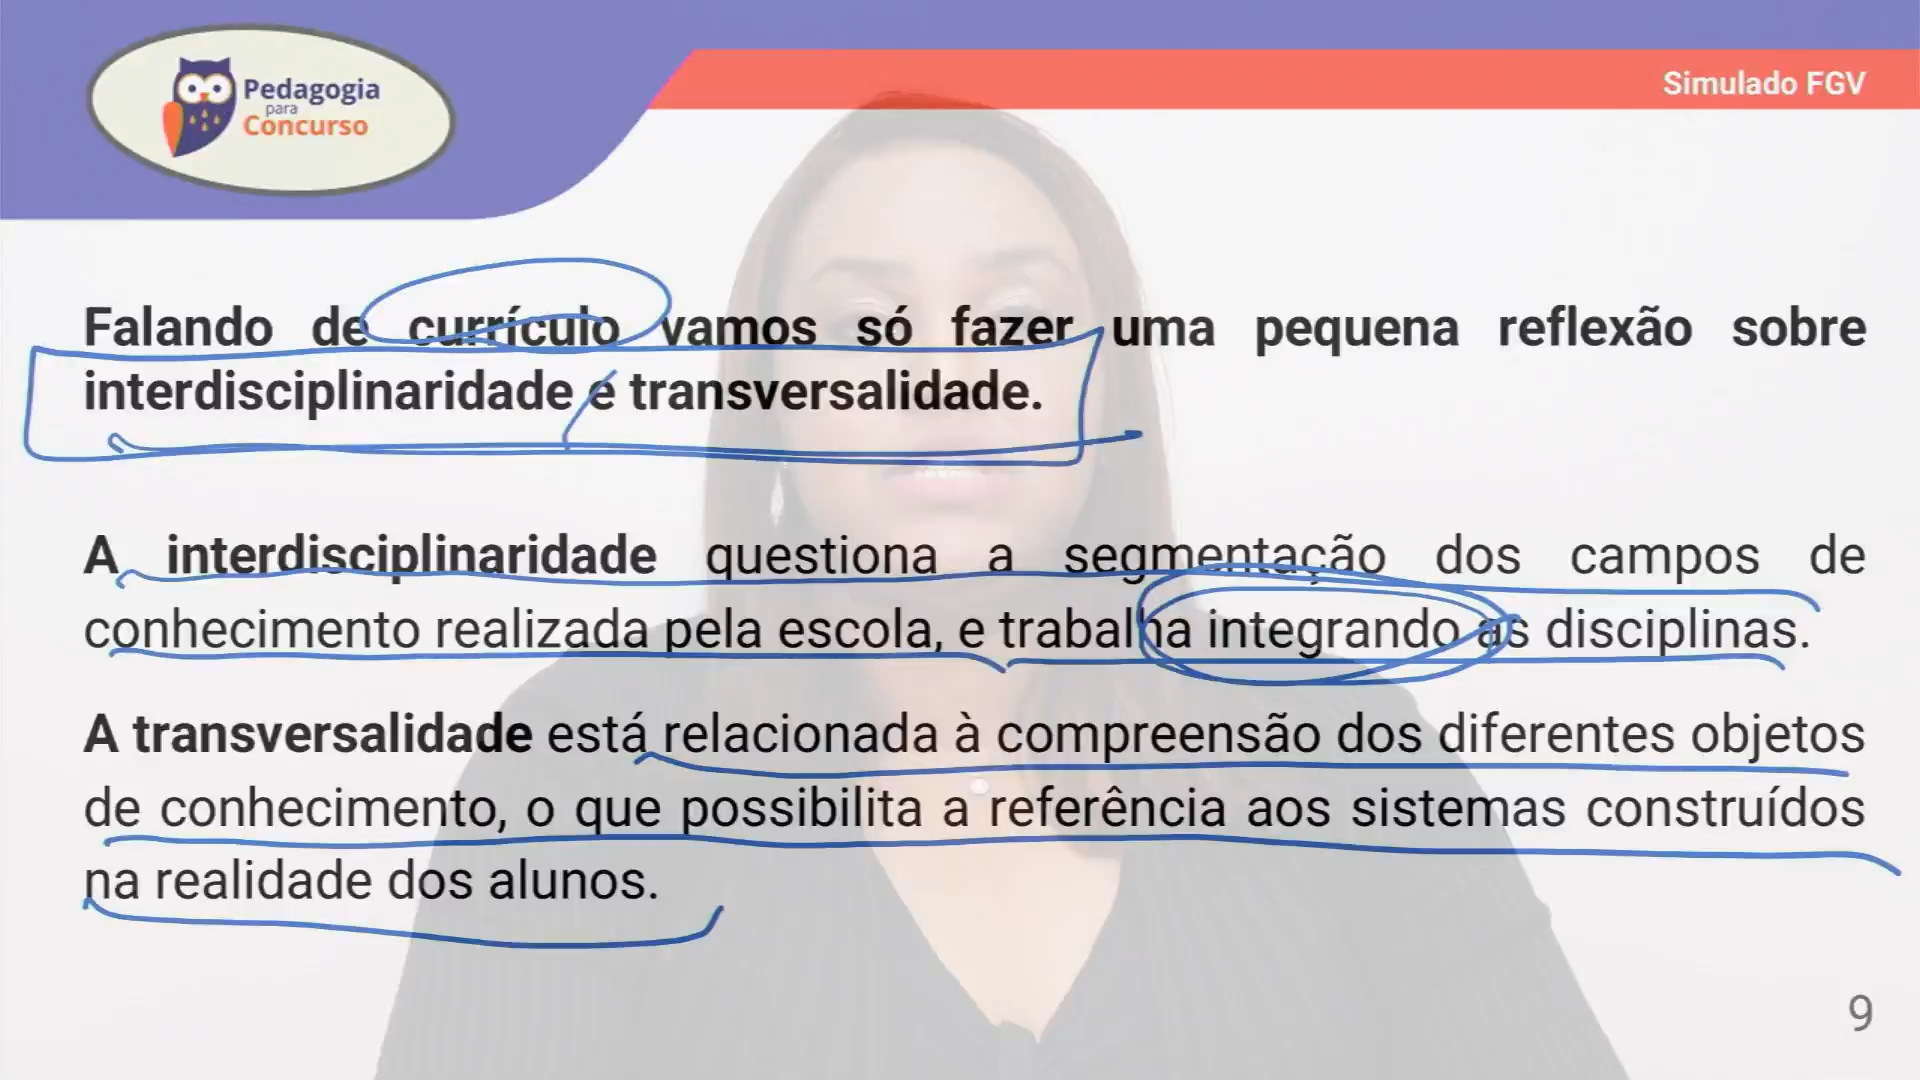 Pedagogia
para
Concurso
Simulado FGV
Falando de currículo vamos só fazer uma pequena reflexão sobre
interdisciplinaridade e transversalidade.
A interdisciplinaridade questiona a segmentação dos campos de
conhecimento realizada pela escola, e trabalha integrando as disciplinas.
A transversalidade está relacionada à compreensão dos diferentes objetos
de conhecimento, o que possibilita a referência aos sistemas construídos
na realidade dos alunos.
9